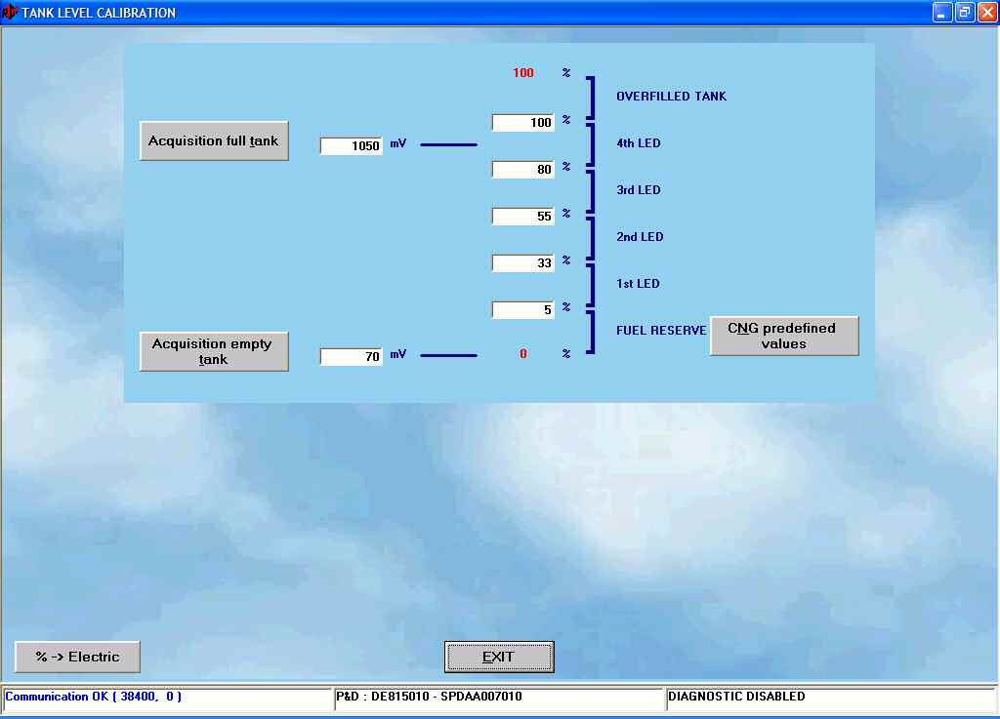 TANK LEVEL CALIBRATION
100 %
OVERFILLED TANK
100 %
Acquisition full tank
1050 mV
4th LED
80 %
3rd LED
55 %
2nd LED
33 %
1st LED
5 %
FUEL RESERVE
CNG predefined
values
Acquisition empty
tank
70 mV
0 %
% -> Electric
EXIT
Communication OK ( 38400, 0 )
P&D : DE815010 - SPDAA007010
DIAGNOSTIC DISABLED